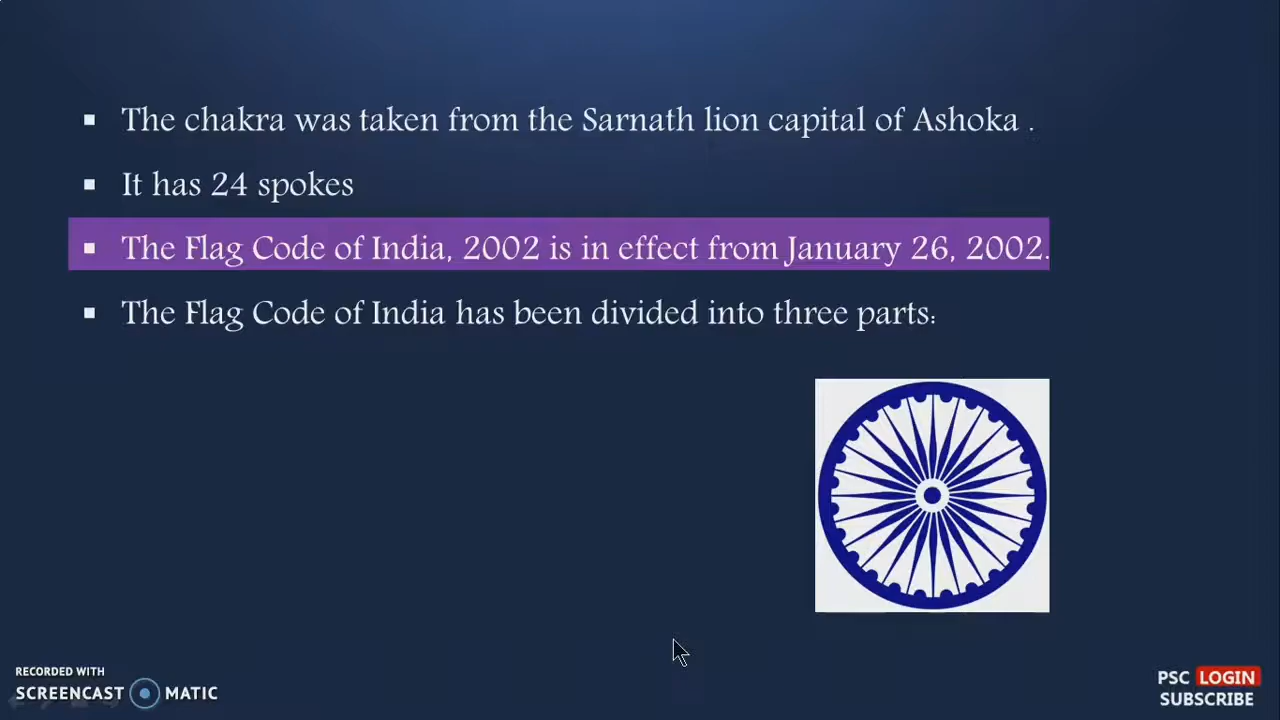 The chakra was taken from the Sarnath lion capital of Ashoka .
It has 24 spokes
The Flag Code of India, 2002 is in effect from January 26, 2002.
The Flag Code of India has been divided into three parts:
RECORDED WITH
SCREENCAST MATIC
PSC LOGIN
SUBSCRIBE